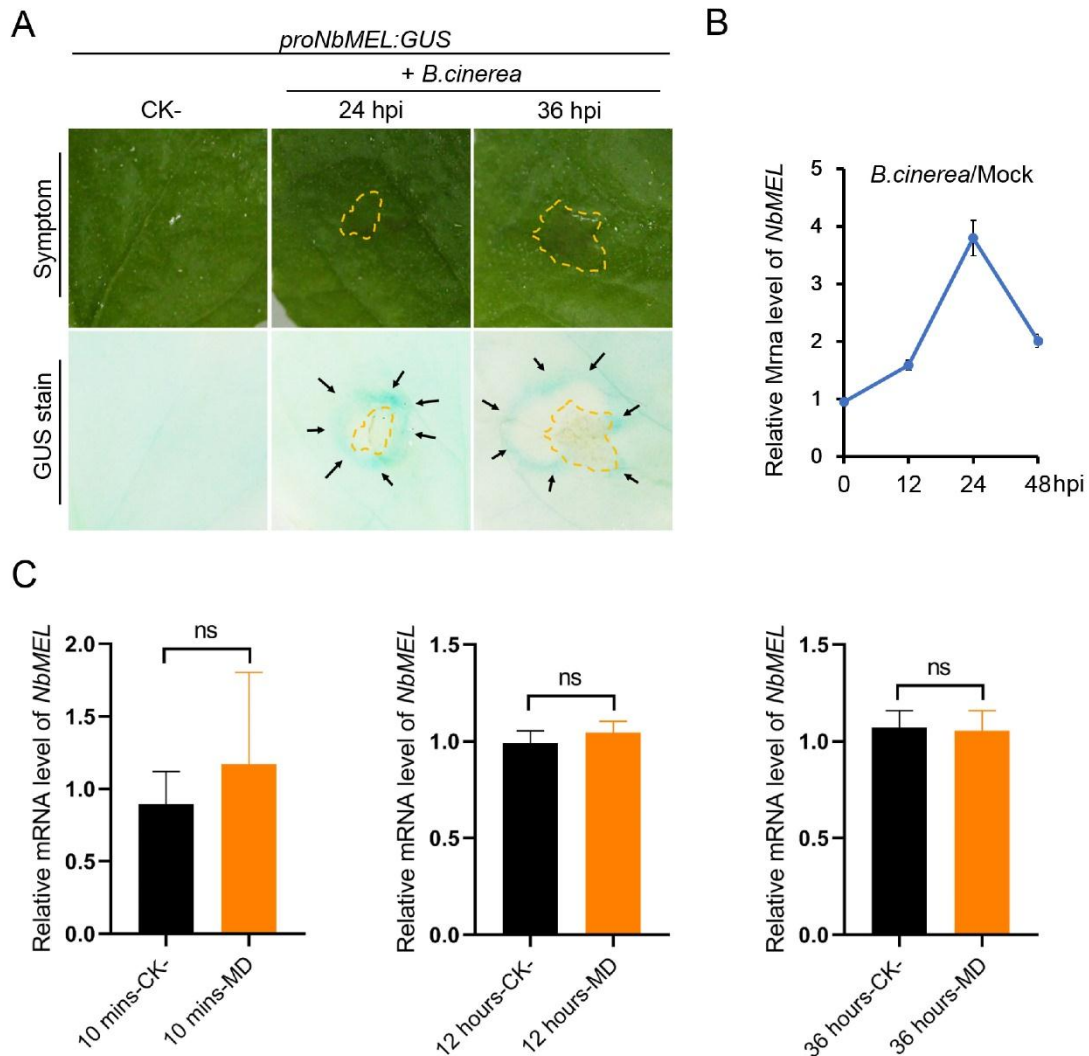 A
proNbMEL:GUS
+ B.cinerea
CK-
24 hpi
36 hpi
Symptom
GUS stain
B
B.cinerea/Mock
Relative Mrna level of NbMEL
5
4
3
2
1
0
0 12 24 48hpi
C
Relative mRNA level of NbMEL
2.0
1.5
1.0
0.5
0.0
ns
10 mins-CK-
10 mins-MD
Relative mRNA level of NbMEL
1.5
1.0
0.5
0.0
ns
12 hours-CK-
12 hours-MD
Relative mRNA level of NbMEL
1.5
1.0
0.5
0.0
ns
36 hours-CK-
36 hours-MD